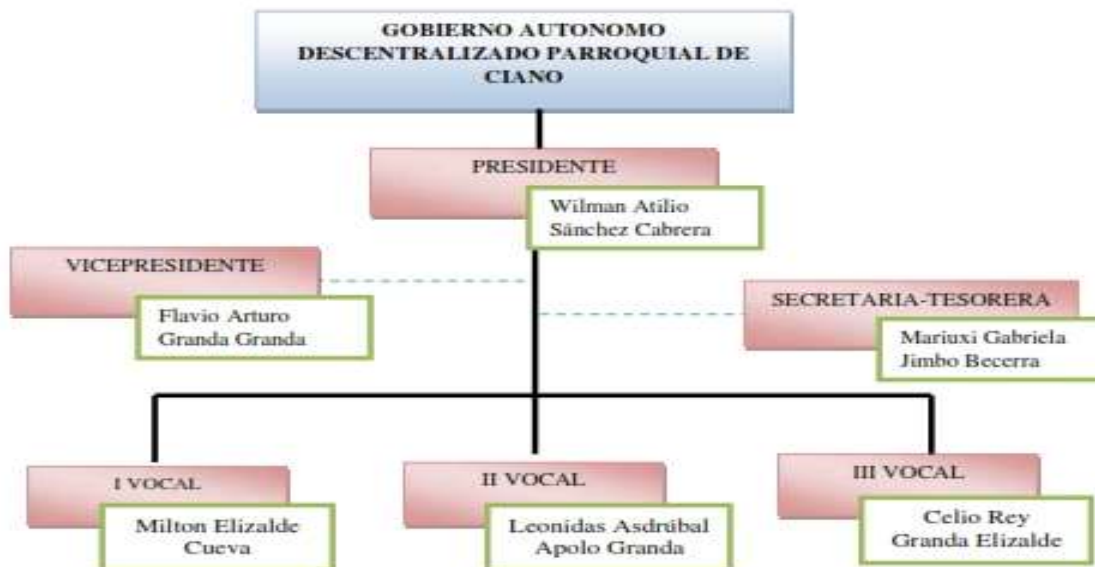 GOBIERNO AUTONOMO
DESCENTRALIZADO PARROQUIAL DE
CIANO
PRESIDENTE
Wilman Atilio
Sánchez Cabrera
VICEPRESIDENTE
Flavio Arturo
Granda Granda
SECRETARIA-TESORERA
Mariuxi Gabriela
Jimbo Becerra
I VOCAL
Milton Elizalde
Cueva
II VOCAL
Leonidas Asdrúbal
Apolo Granda
III VOCAL
Celio Rey
Granda Elizalde